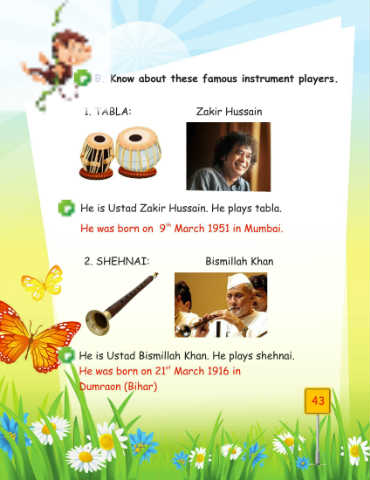 B. Know about these famous instrument players.
1. TABLA: Zakir Hussain
He is Ustad Zakir Hussain. He plays tabla.
He was born on 9th March 1951 in Mumbai.
2. SHEHNAI: Bismillah Khan
He is Ustad Bismillah Khan. He plays shehnai.
He was born on 21st March 1916 in
Dumraon (Bihar)
43